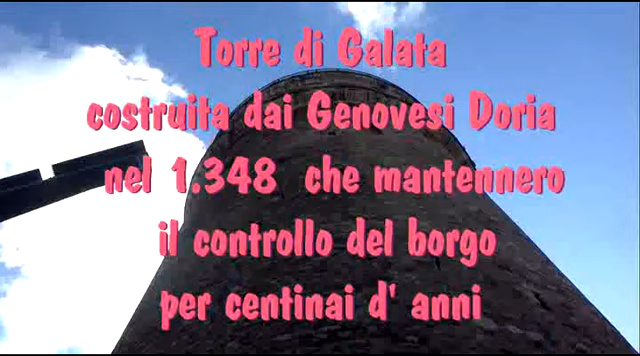 Torre di Galata
costruita dai Genovesi Doria
nel 1.348 che mantennero
il controllo del borgo
per centinai d' anni